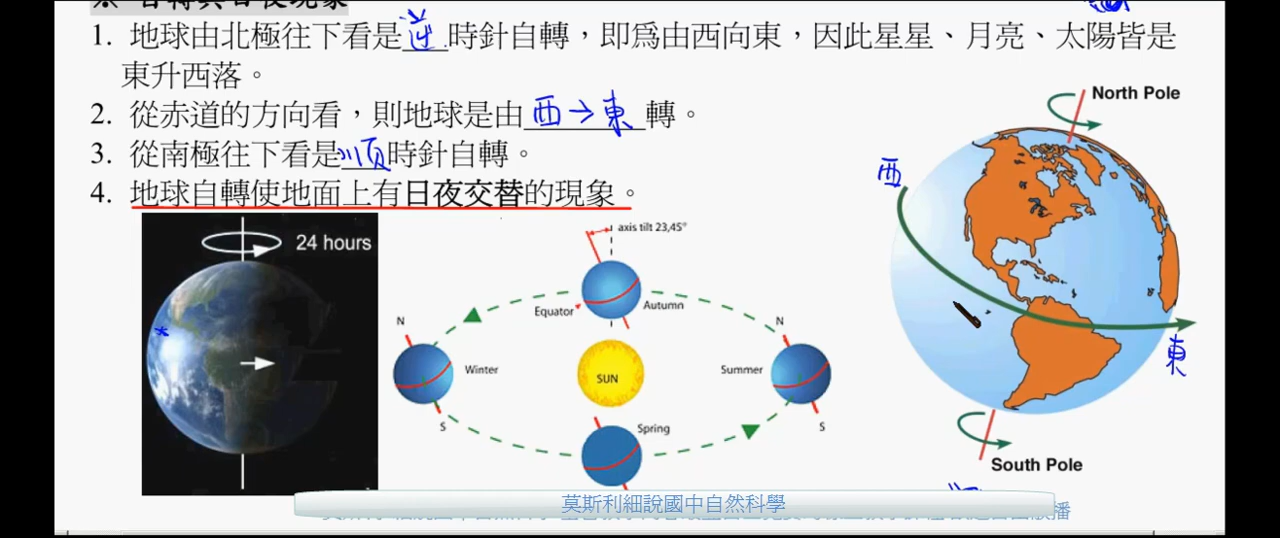 1. 地球由北極往下看是逆時針自轉，即為由西向東，因此星星、月亮、太陽皆是
東升西落。
2. 從赤道的方向看，則地球是由西→東轉。
3. 從南極往下看是順時針自轉。
4. 地球自轉使地面上有日夜交替的現象。
24 hours
axis tilt 23,45°
Equator
Autumn
N
Winter
S
SUN
Spring
N
Summer
S
North Pole
西
東
South Pole
莫斯利細說國中自然科學